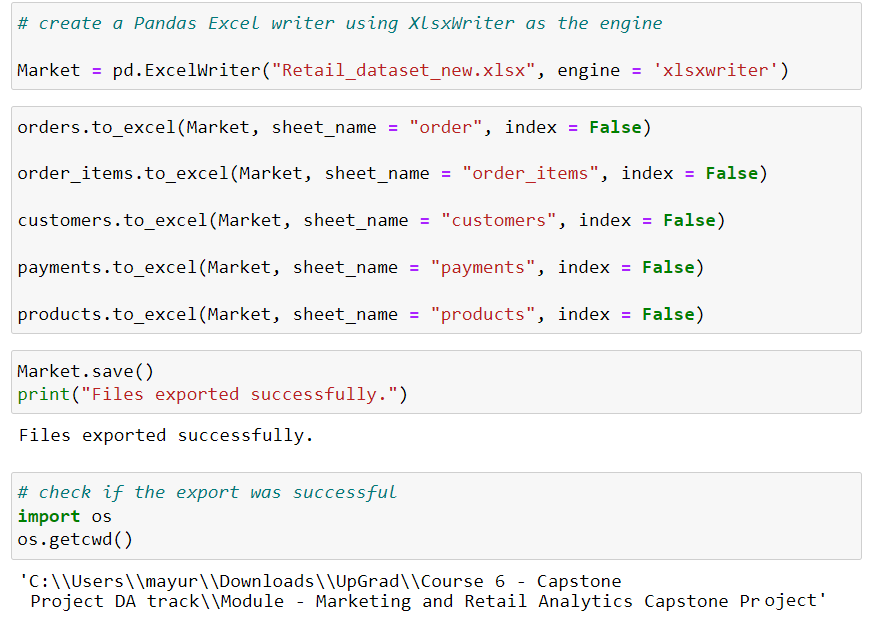 # create a Pandas Excel writer using XlsxWriter as the engine
Market = pd.ExcelWriter("Retail_dataset_new.xlsx", engine = 'xlsxwriter')
orders.to_excel(Market, sheet_name = "order", index = False)
order_items.to_excel(Market, sheet_name = "order_items", index = False)
customers.to_excel(Market, sheet_name = "customers", index = False)
payments.to_excel(Market, sheet_name = "payments", index = False)
products.to_excel(Market, sheet_name = "products", index = False)
Market.save()
print("Files exported successfully.")
Files exported successfully.
# check if the export was successful
import os
os.getcwd()
'C:\\Users\\mayur\\Downloads\\UpGrad\\Course 6 - Capstone
Project DA track\\Module - Marketing and Retail Analytics Capstone Project'